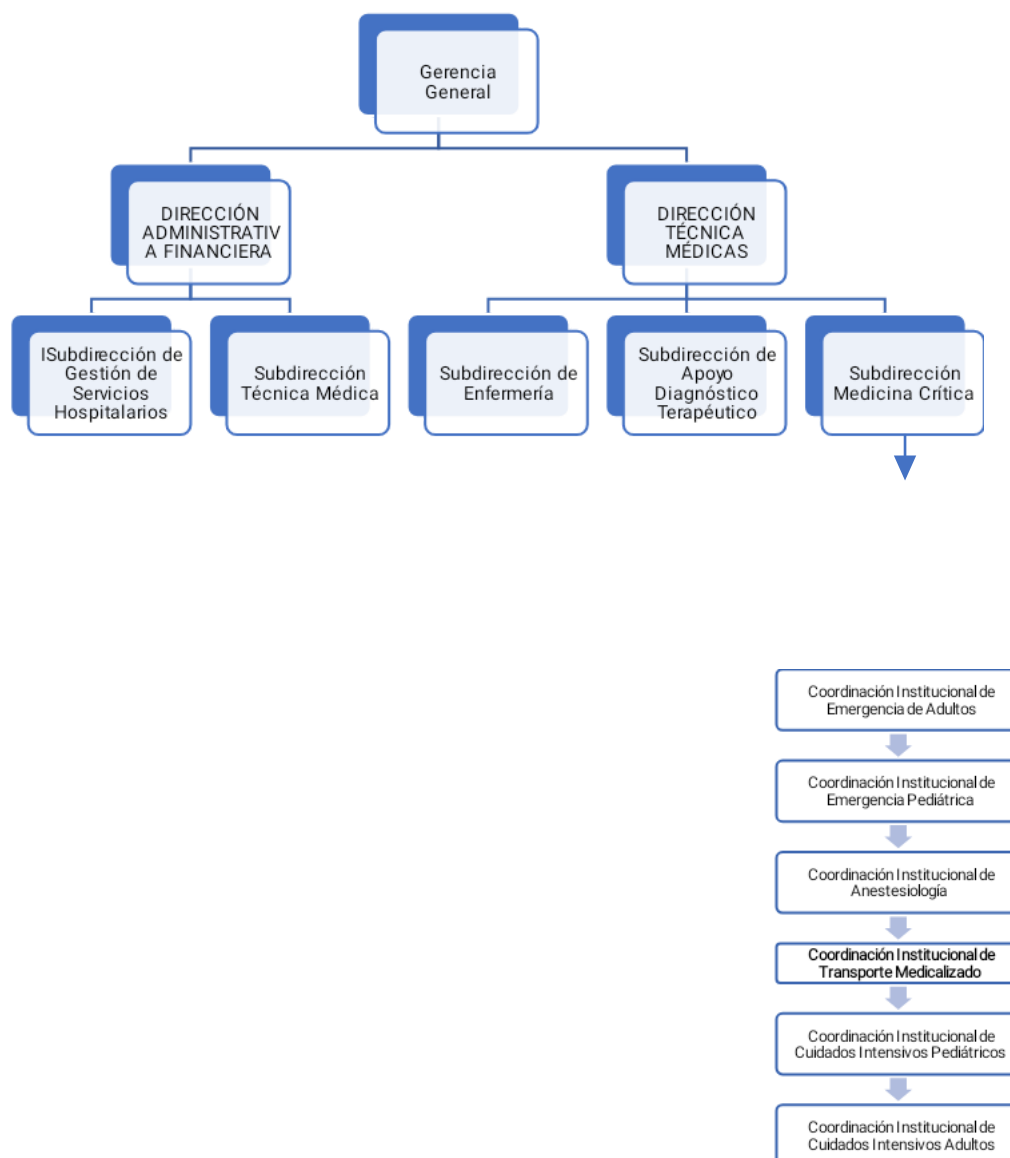 Gerencia
General
DIRECCIÓN
ADMINISTRATIV
A FINANCIERA
DIRECCIÓN
TÉCNICA
MÉDICAS
ISubdirección de
Gestión de
Servicios
Hospitalarios
Subdirección
Técnica Médica
Subdirección de
Enfermería
Subdirección de
Apoyo
Diagnóstico
Terapéutico
Subdirección
Medicina Crítica
Coordinación Institucional de
Emergencia de Adultos
Coordinación Institucional de
Emergencia Pediátrica
Coordinación Institucional de
Anestesiología
Coordinación Institucional de
Transporte Medicalizado
Coordinación Institucional de
Cuidados Intensivos Pediátricos
Coordinación Institucional de
Cuidados Intensivos Adultos